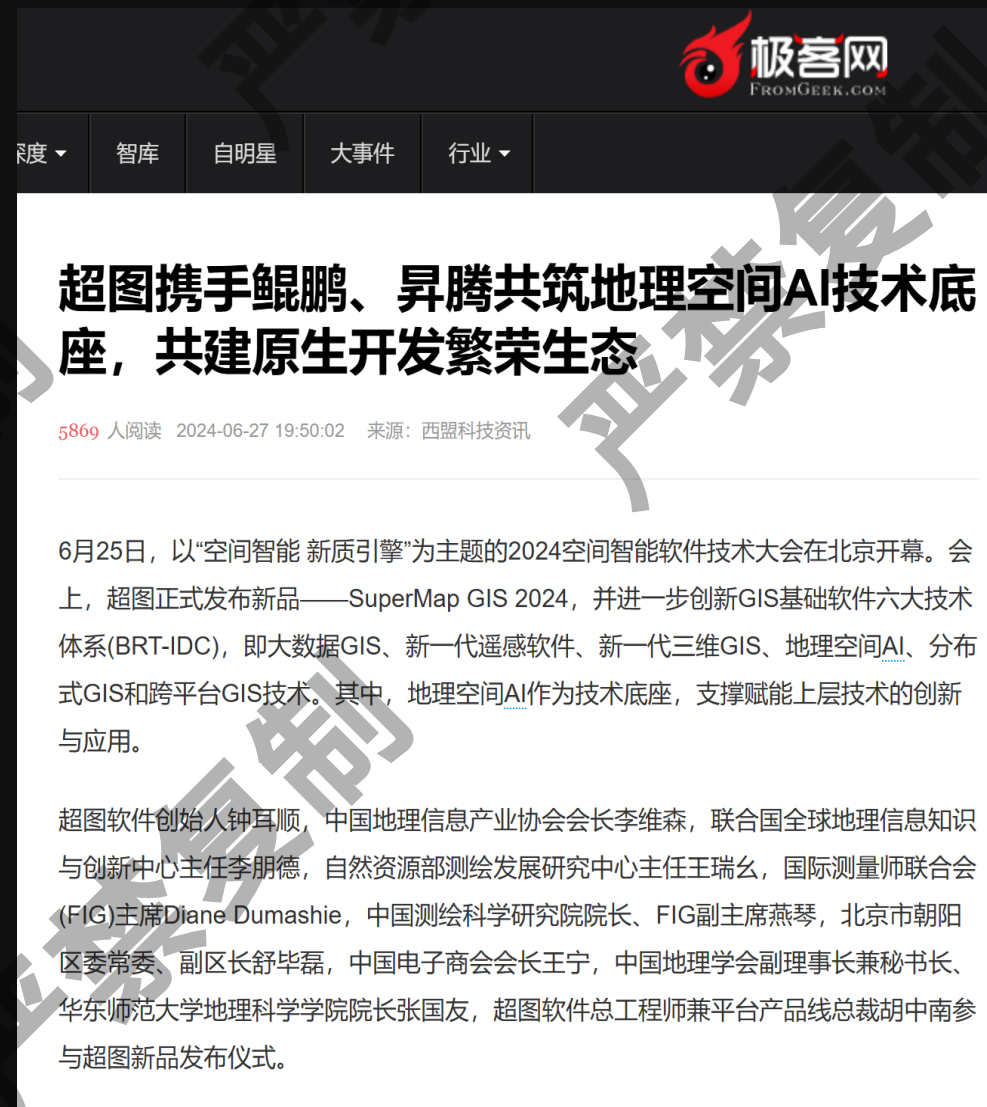 极客网
FROMGEEK.COM
深度
智库
自明星
大事件
行业
超图携手鲲鹏、昇腾共筑地理空间AI技术底
座，共建原生开发繁荣生态
5869 人阅读 2024-06-27 19:50:02 来源：西盟科技资讯
6月25日，以“空间智能 新质引擎”为主题的2024空间智能软件技术大会在北京开幕。会
上，超图正式发布新品——SuperMap GIS 2024，并进一步创新GIS基础软件六大技术
体系(BRT-IDC)，即大数据GIS、新一代遥感软件、新一代三维GIS、地理空间AI、分布
式GIS和跨平台GIS技术。其中，地理空间AI作为技术底座，支撑赋能上层技术的创新
与应用。
超图软件创始人钟耳顺，中国地理信息产业协会会长李维森，联合国全球地理信息知识
与创新中心主任李朋德，自然资源部测绘发展研究中心主任王瑞幺，国际测量师联合会
(FIG)主席Diane Dumashie，中国测绘科学研究院院长、FIG副主席燕琴，北京市朝阳
区委常委、副区长舒毕磊，中国电子商会会长王宁，中国地理学会副理事长兼秘书长、
华东师范大学地理科学学院院长张国友，超图软件总工程师兼平台产品线总裁胡中南参
与超图新品发布仪式。
严禁复制
严禁复制